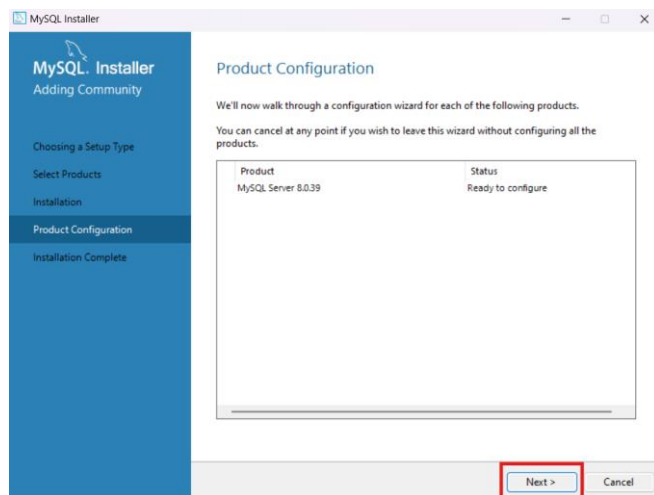 MySQL Installer
MySQL. Installer
Adding Community
Choosing a Setup Type
Select Products
Installation
Product Configuration
Installation Complete
Product Configuration
We'll now walk through a configuration wizard for each of the following products.
You can cancel at any point if you wish to leave this wizard without configuring all the
products.
Product Status
MySQL Server 8.0.39 Ready to configure
Next > Cancel